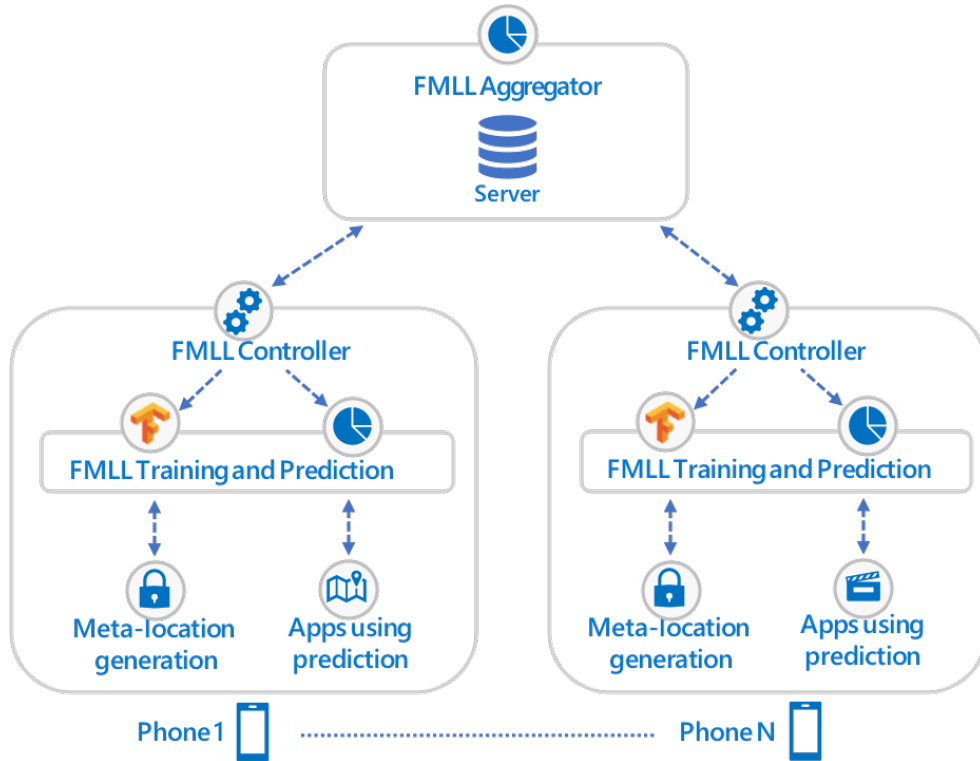 FMLL Aggregator
Server
FMLL Controller
FMLL Training and Prediction
Meta-location
generation
Apps using
prediction
Phone 1
FMLL Controller
FMLL Training and Prediction
Meta-location
generation
Apps using
prediction
Phone N